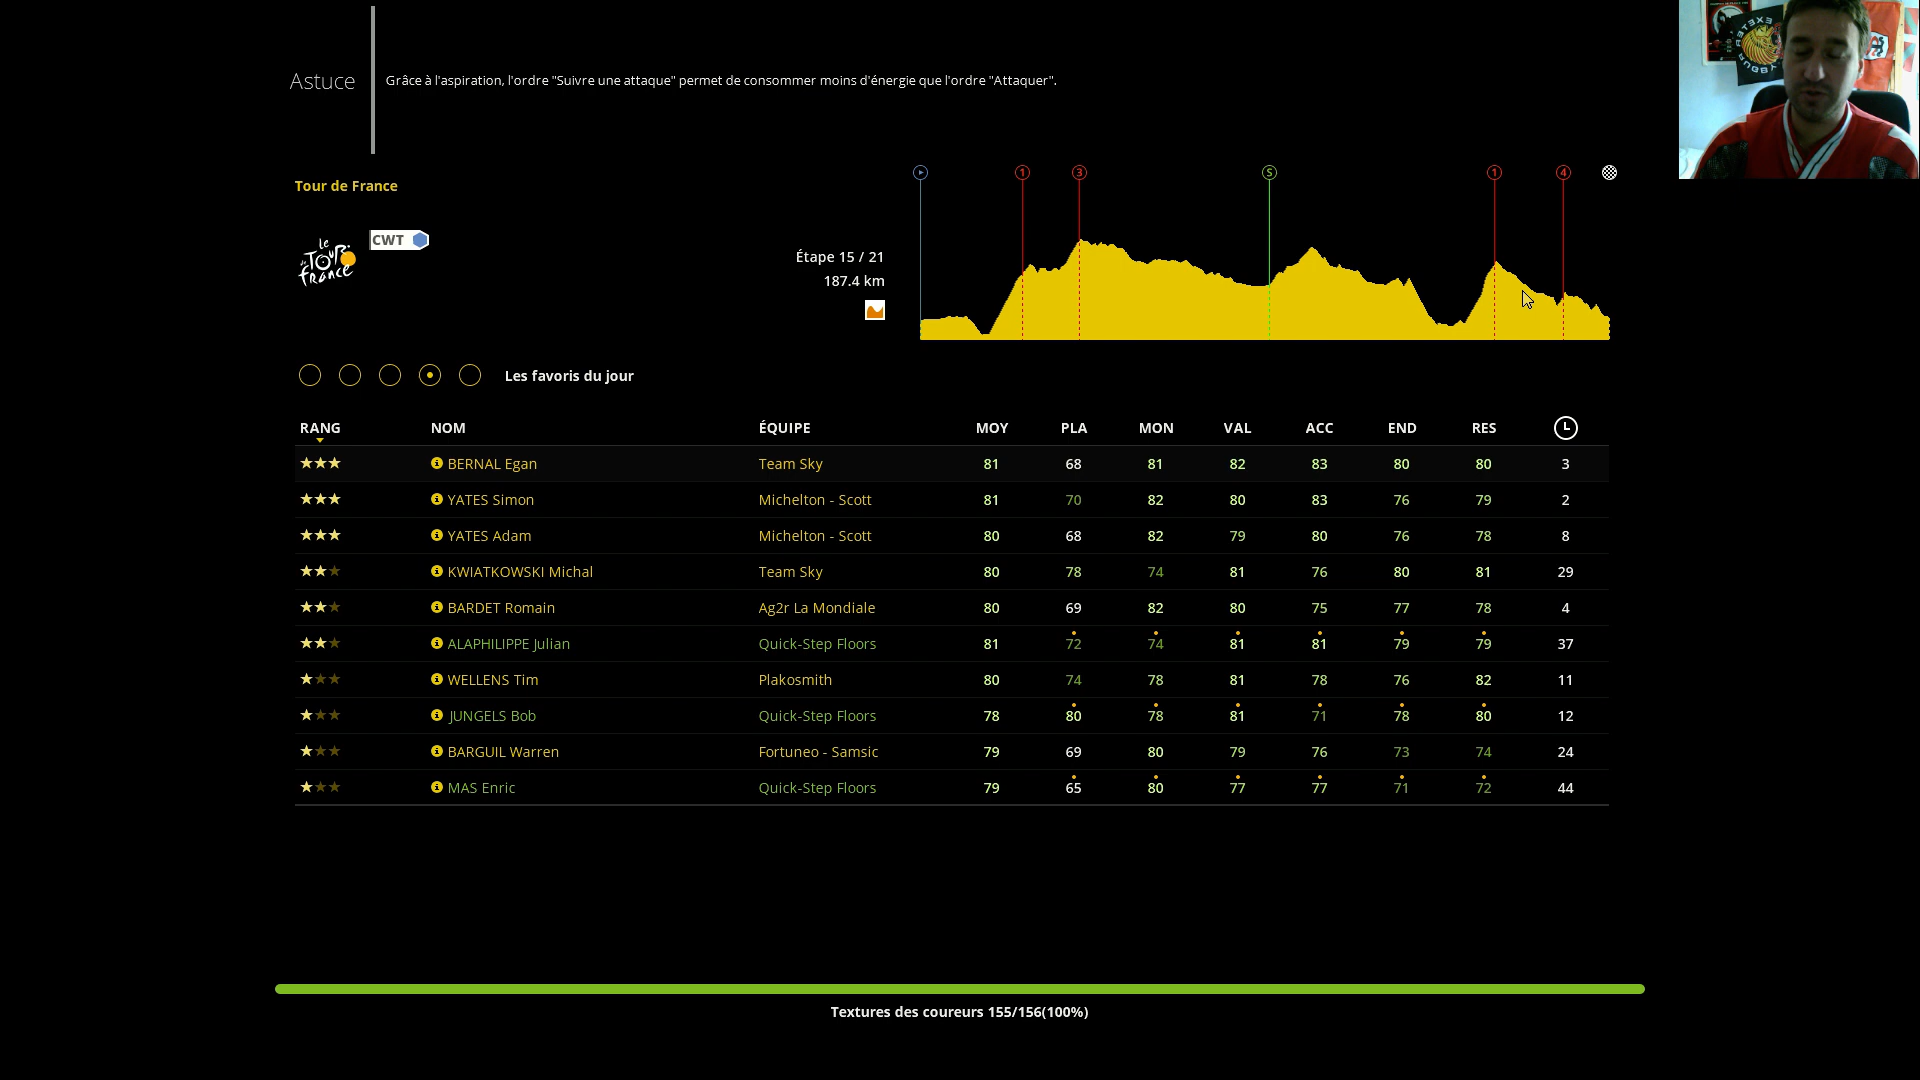 Astuce
Grâce à l'aspiration, l'ordre "Suivre une attaque" permet de consommer moins d'énergie que l'ordre "Attaquer".
Tour de France
le Tour de france
CWT
Étape 15 / 21
187.4 km
1 3 S 1 4
Les favoris du jour
RANG NOM ÉQUIPE MOY PLA MON VAL ACC END RES
BERNAL Egan Team Sky 81 68 81 82 83 80 80 3
YATES Simon Michelton - Scott 81 70 82 80 83 76 79 2
YATES Adam Michelton - Scott 80 68 82 79 80 76 78 8
KWIATKOWSKI Michal Team Sky 80 78 74 81 76 80 81 29
BARDET Romain Ag2r La Mondiale 80 69 82 80 75 77 78 4
ALAPHILIPPE Julian Quick-Step Floors 81 72 74 81 81 79 79 37
WELLENS Tim Plakosmith 80 74 78 81 78 76 82 11
JUNGELS Bob Quick-Step Floors 78 80 78 81 71 78 80 12
BARGUIL Warren Fortuneo - Samsic 79 69 80 79 76 73 74 24
MAS Enric Quick-Step Floors 79 65 80 77 77 71 72 44
Textures des coureurs 155/156(100%)